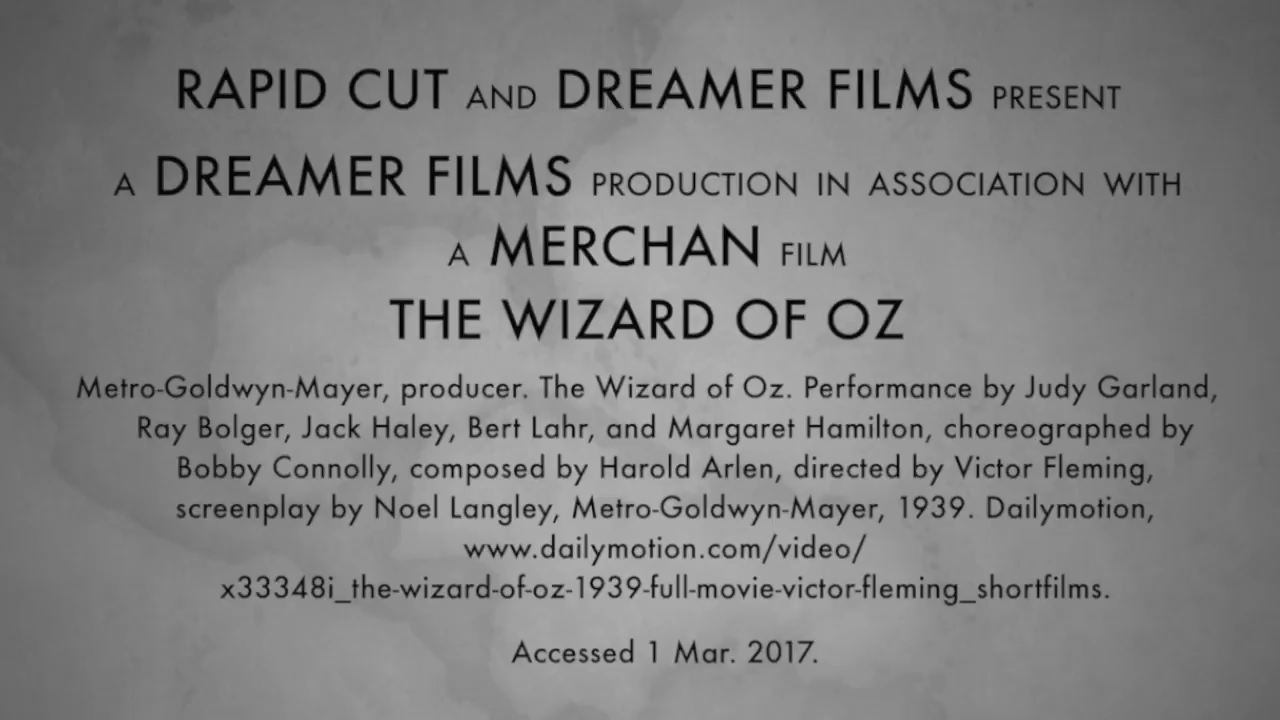 RAPID CUT AND DREAMER FILMS PRESENT
A DREAMER FILMS PRODUCTION IN ASSOCIATION WITH
A MERCHAN FILM
THE WIZARD OF OZ
Metro-Goldwyn-Mayer, producer. The Wizard of Oz. Performance by Judy Garland,
Ray Bolger, Jack Haley, Bert Lahr, and Margaret Hamilton, choreographed by
Bobby Connolly, composed by Harold Arlen, directed by Victor Fleming,
screenplay by Noel Langley, Metro-Goldwyn-Mayer, 1939. Dailymotion,
www.dailymotion.com/video/
x33348i_the-wizard-of-oz-1939-full-movie-victor-fleming_shortfilms.
Accessed 1 Mar. 2017.